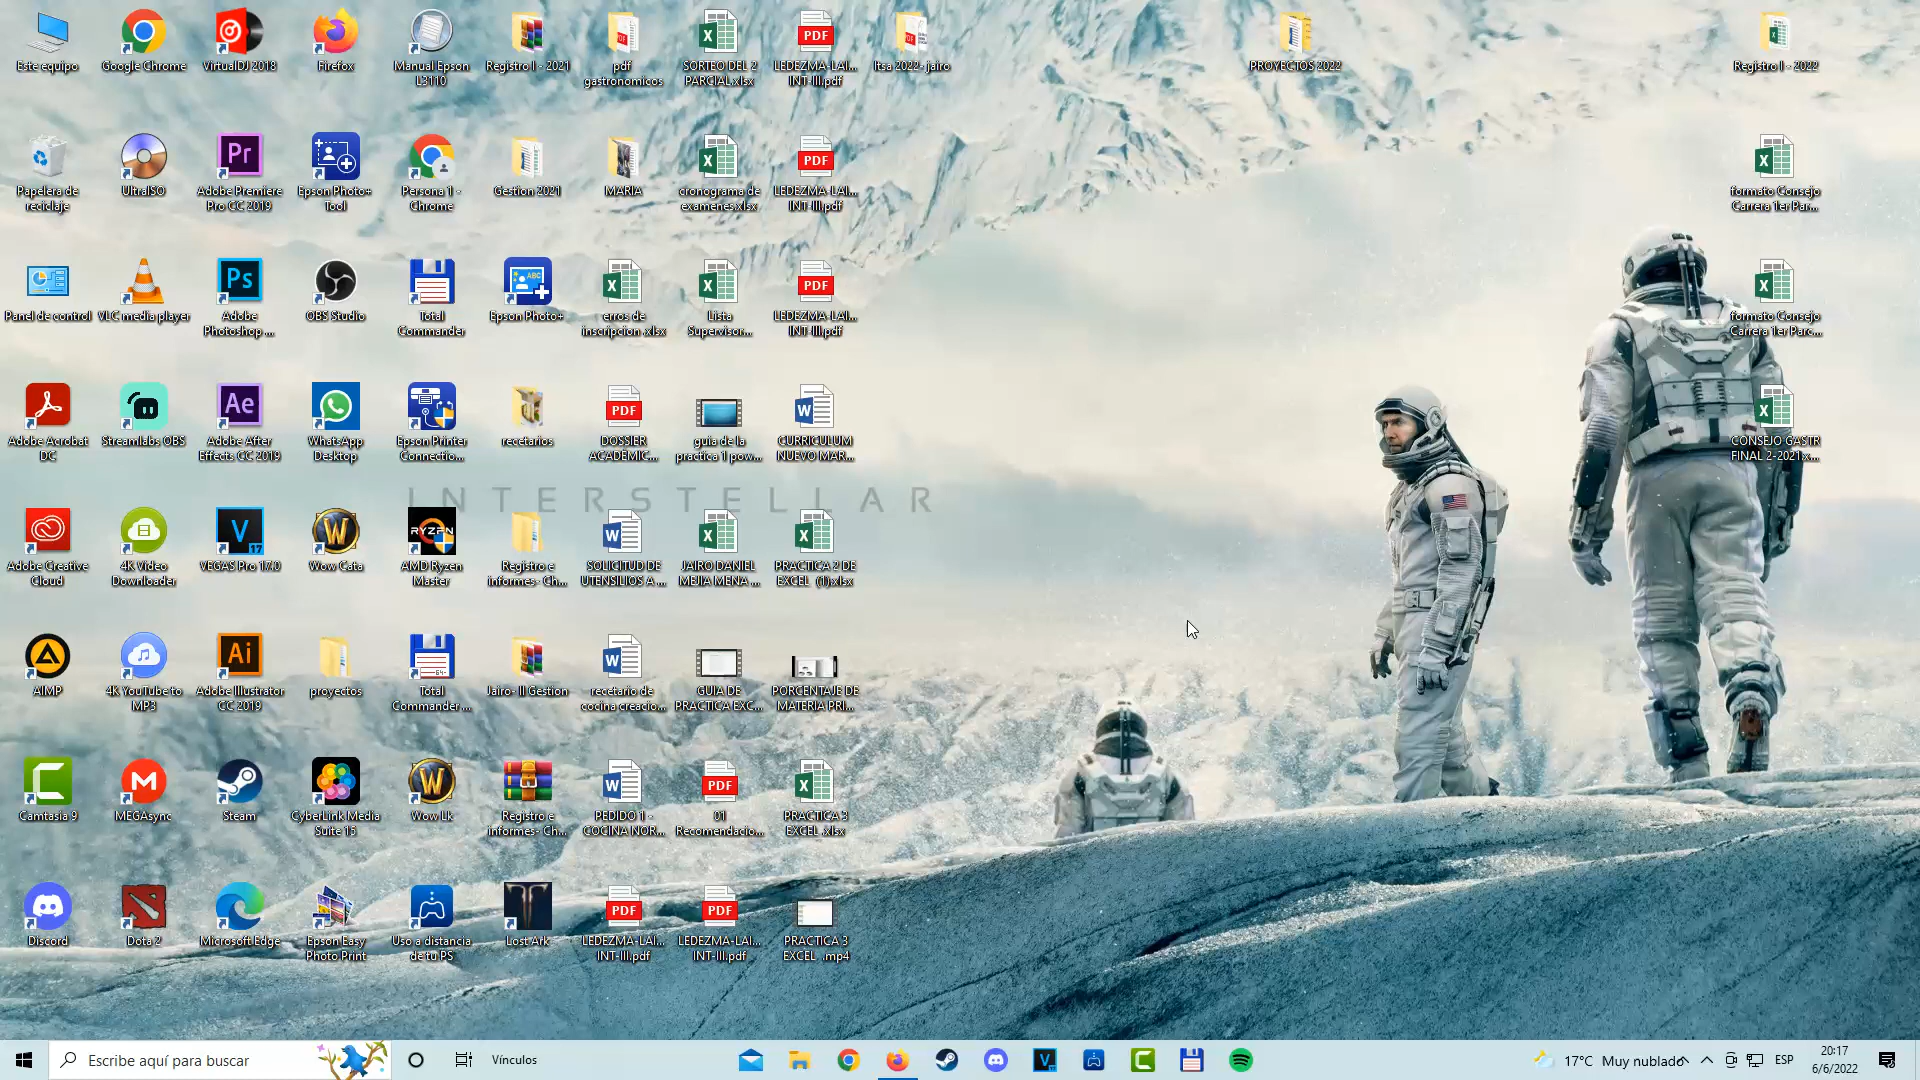 Este equipo
Google Chrome
VirtualDJ 2018
Firefox
Manual Epson
L3110
Registro I - 2021
pdf
gastronomicos
SORTEO DEL 2
PARCIAL.xlsx
LEDEZMA-LAI...
INT-III.pdf
Itsa 2022- jairo
PROYECTOS 2022
Registro I - 2022
Papelera de
reciclaje
UltraISO
Adobe Premiere
Pro CC 2019
Epson Photo+
Tool
Persona 1 -
Chrome
Gestion 2021
MARIA
cronograma de
examenes.xlsx
LEDEZMA-LAI...
INT-III.pdf
formato Consejo
Carrera 1er Par...
Panel de control
VLC media player
Adobe
Photoshop ...
OBS Studio
Total
Commander
Epson Photo+
erros de
inscripcion .xlsx
Lista
Supervisor...
LEDEZMA-LAI...
INT-III.pdf
formato Consejo
Carrera 1er Parc...
Adobe Acrobat
DC
Streamlabs OBS
Adobe After
Effects CC 2019
WhatsApp
Desktop
Epson Printer
Connectio...
recetarios
DOSSIER
ACADEMIC...
guia de la
practica 1 pow...
CURRICULUM
NUEVO MAR...
CONSEJO GASTR
FINAL 2-2021.x...
INTERSTELLAR
Adobe Creative
Cloud
4K Video
Downloader
VEGAS Pro 17.0
Wow Cata
AMD Ryzen
Master
Registro e
informes- Ch...
SOLICITUD DE
UTENSILIOS A ...
JAIRO DANIEL
MEJIA MENA ...
PRACTICA 2 DE
EXCEL (1).xlsx
AIMP
4K YouTube to
MP3
Adobe Illustrator
CC 2019
proyectos
Total
Commander ...
Jairo- II Gestion
recetario de
cocina creacio...
GUIA DE
PRACTICA EXC...
PORCENTAJE DE
MATERIA PRI...
Camtasia 9
MEGAsync
Steam
CyberLink Media
Suite 15
Wow Lk
Registro e
informes- Ch...
PEDIDO 1 -
COCINA NOR...
01
Recomendacio...
PRACTICA 3
EXCEL .xlsx
Discord
Dota 2
Microsoft Edge
Epson Easy
Photo Print
Uso a distancia
de tu PS
Lost Ark
LEDEZMA-LAI...
INT-III.pdf
LEDEZMA-LAI...
INT-III.pdf
PRACTICA 3
EXCEL .mp4
Escribe aquí para buscar
Vínculos
17°C Muy nublado
ESP
20:17
6/6/2022